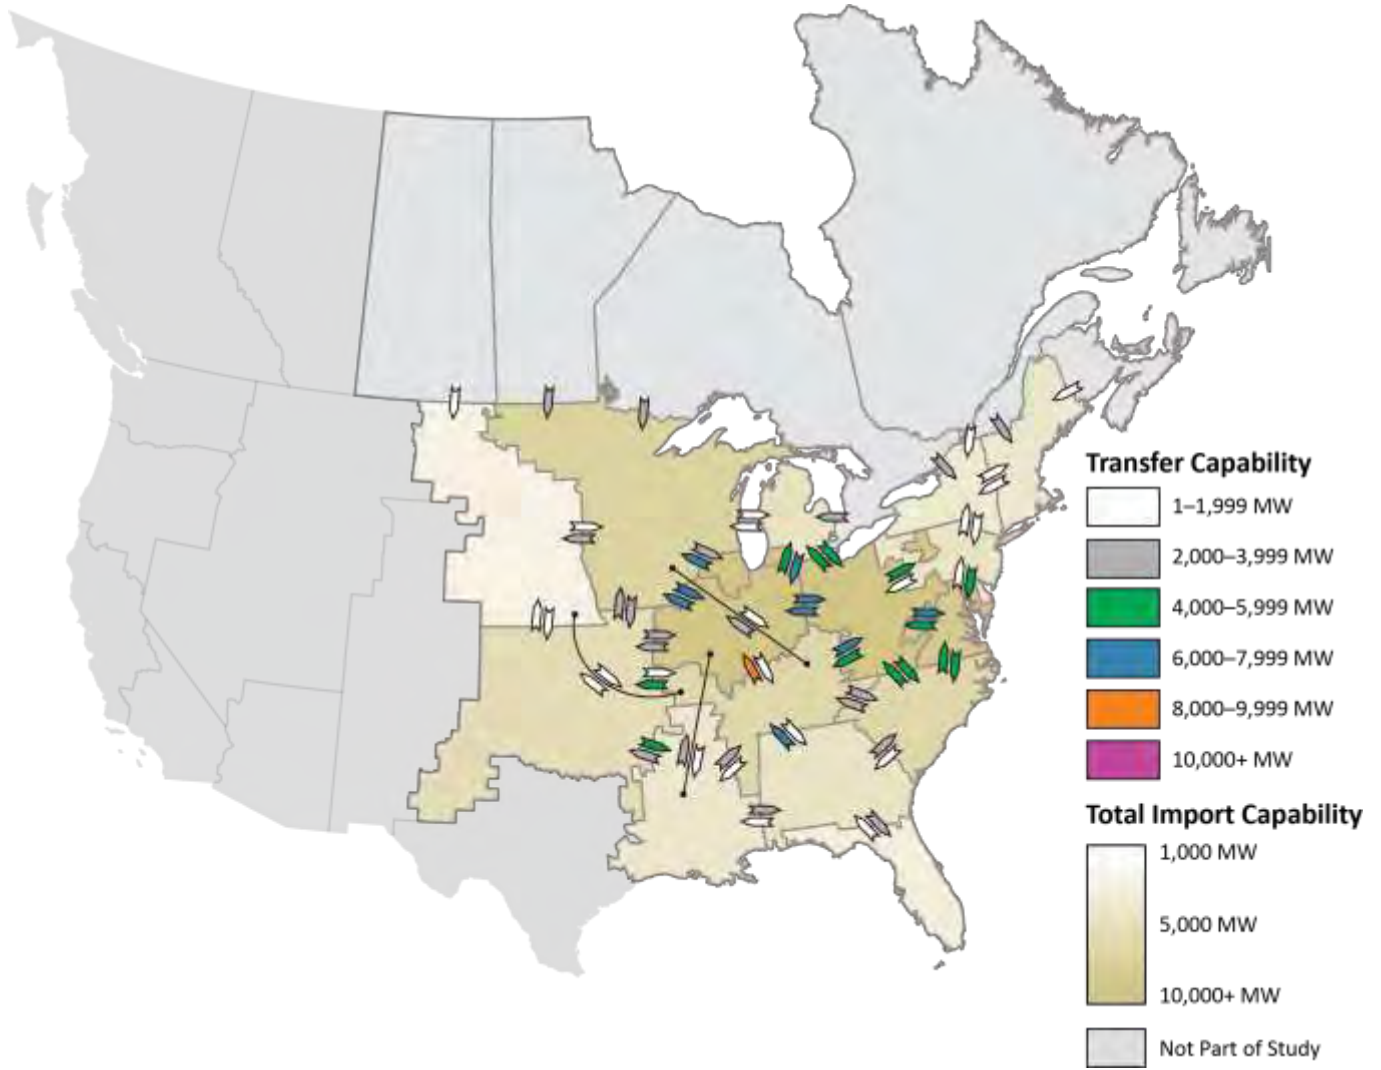 Transfer Capability
1–1,999 MW
2,000–3,999 MW
4,000–5,999 MW
6,000–7,999 MW
8,000–9,999 MW
10,000+ MW
Total Import Capability
1,000 MW
5,000 MW
10,000+ MW
Not Part of Study